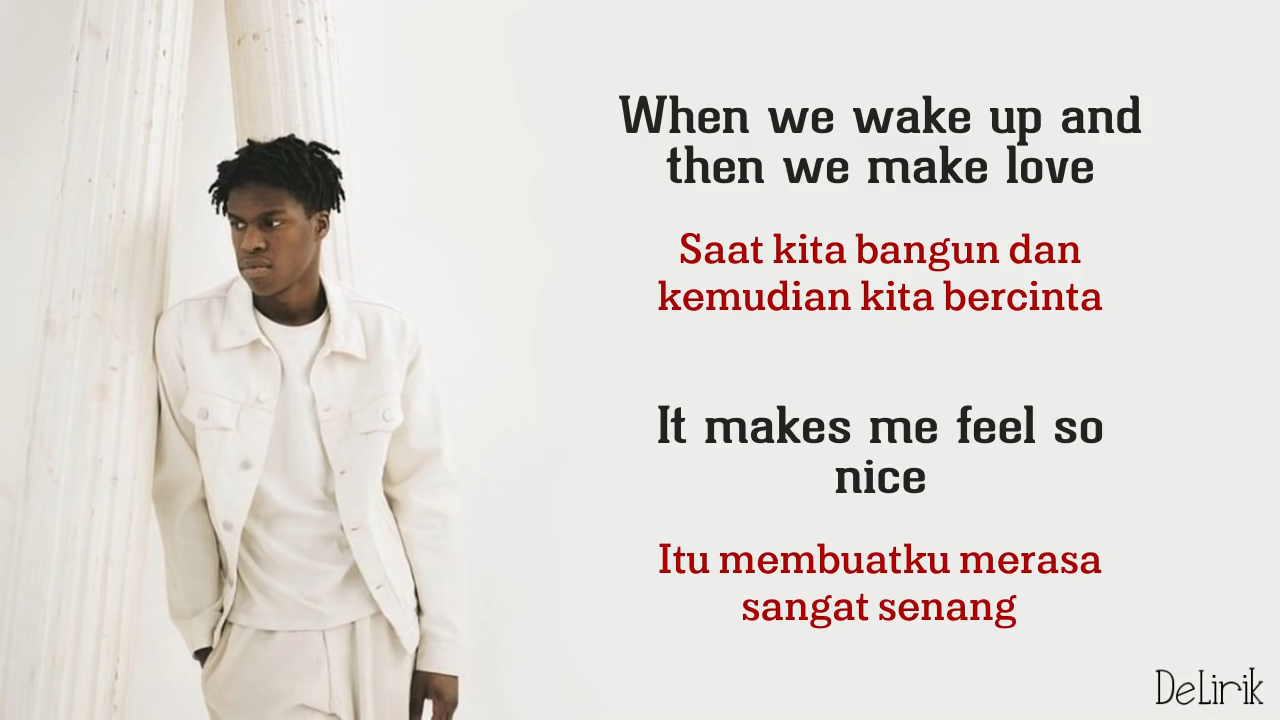 When we wake up and
then we make love
Saat kita bangun dan
kemudian kita bercinta
It makes me feel so
nice
Itu membuatku merasa
sangat senang
DeLirik